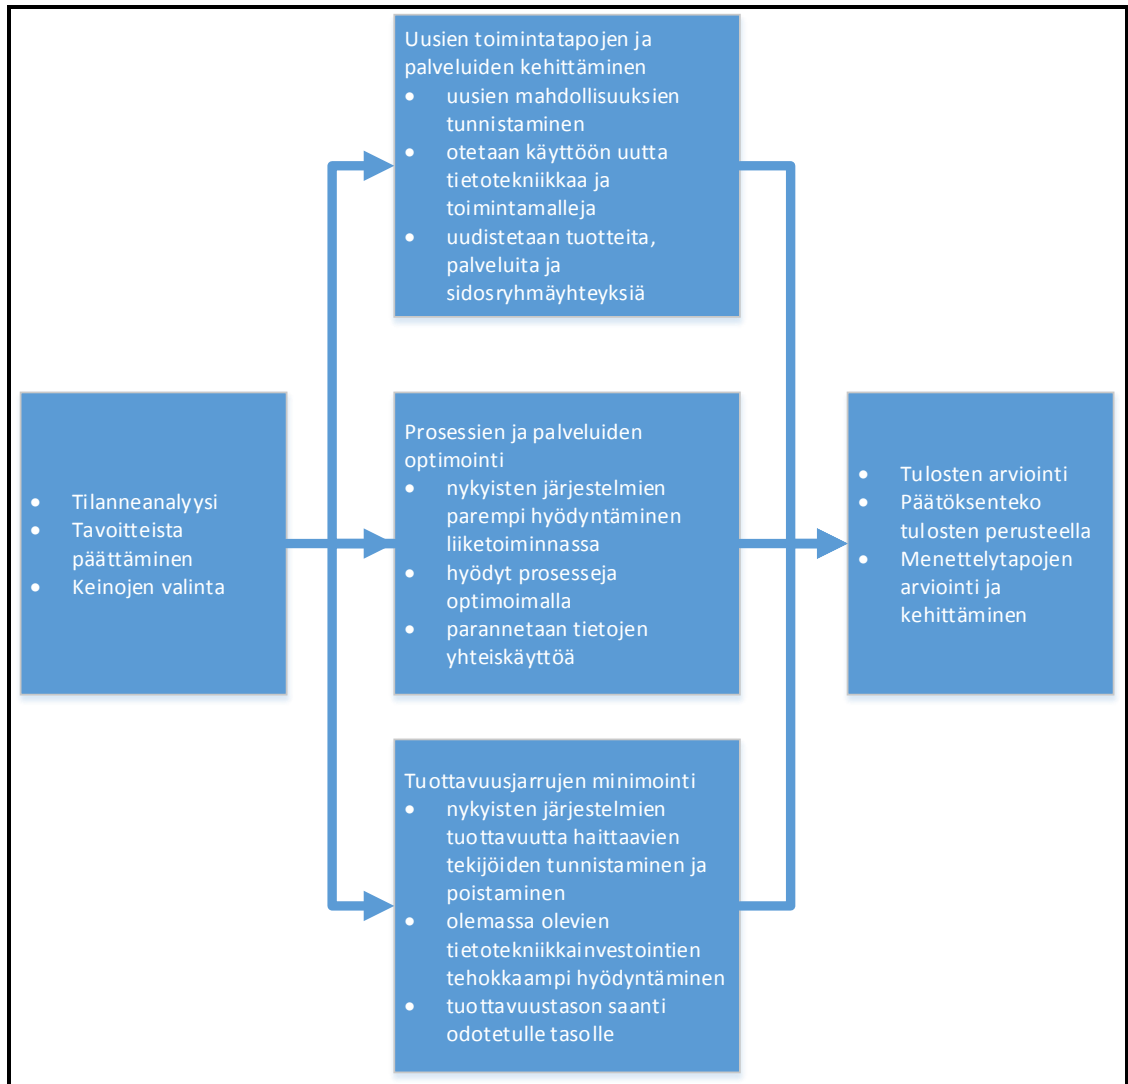 Tilanneanalyysi
Tavoitteista
päättäminen
Keinojen valinta
Uusien toimintatapojen ja
palveluiden kehittäminen
uusien mahdollisuuksien
tunnistaminen
otetaan käyttöön uutta
tietotekniikkaa ja
toimintamalleja
uudistetaan tuotteita,
palveluita ja
sidosryhmäyhteyksiä
Prosessien ja palveluiden
optimointi
nykyisten järjestelmien
parempi hyödyntäminen
liiketoiminnassa
hyödyt prosesseja
optimoimalla
parannetaan tietojen
yhteiskäyttöä
Tuottavuusjarrujen minimointi
nykyisten järjestelmien
tuottavuutta haittaavien
tekijöiden tunnistaminen ja
poistaminen
olemassa olevien
tietotekniikkainvestointien
tehokkaampi hyödyntäminen
tuottavuustason saanti
odotetulle tasolle
Tulosten arviointi
Päätöksenteko
tulosten perusteella
Menettelytapojen
arviointi ja
kehittäminen